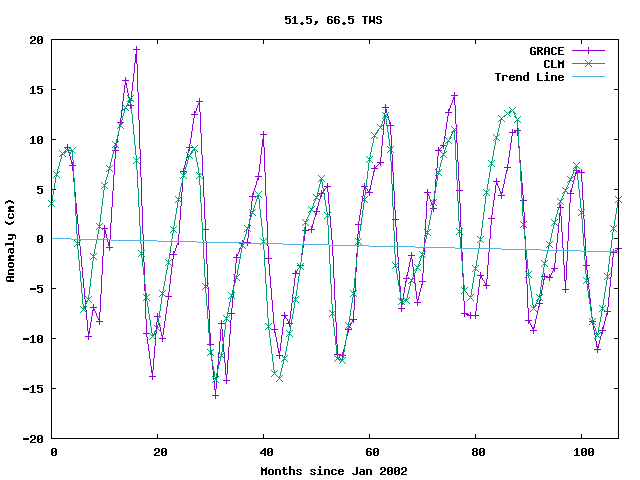 51.5, 66.5 TWS
GRACE
CLM
Trend Line
20
15
10
5
0
-5
-10
-15
-20
Anomaly (cm)
0 20 40 60 80 100
Months since Jan 2002